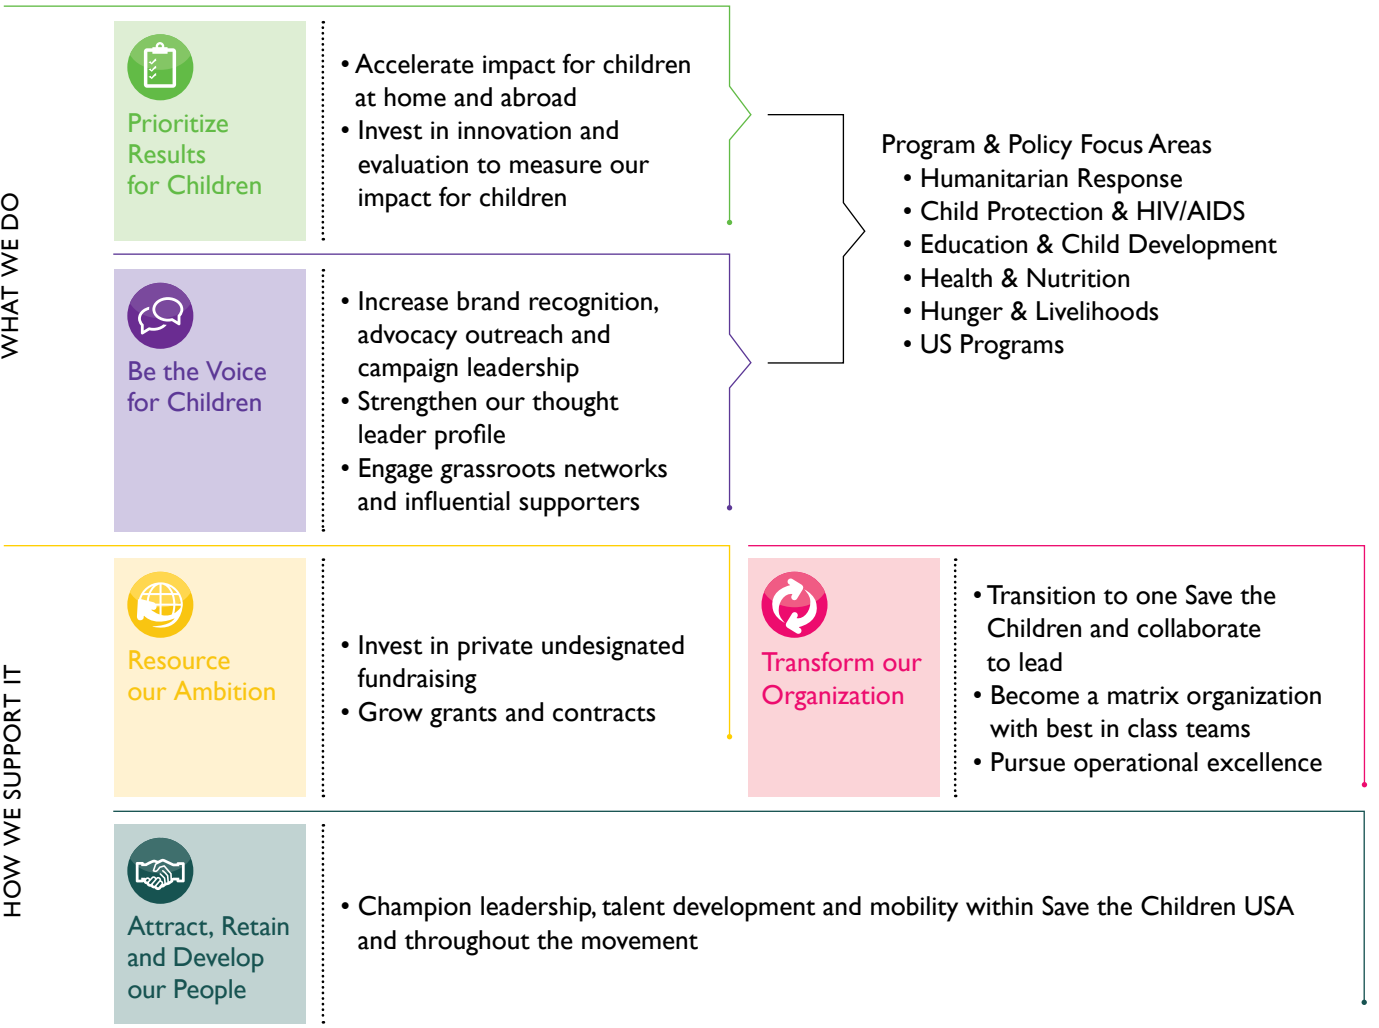 WHAT WE DO
Prioritize
Results
for Children
• Accelerate impact for children
at home and abroad
• Invest in innovation and
evaluation to measure our
impact for children
Be the Voice
for Children
• Increase brand recognition,
advocacy outreach and
campaign leadership
• Strengthen our thought
leader profile
• Engage grassroots networks
and influential supporters
Program & Policy Focus Areas
• Humanitarian Response
• Child Protection & HIV/AIDS
• Education & Child Development
• Health & Nutrition
• Hunger & Livelihoods
• US Programs
HOW WE SUPPORT IT
Resource
our Ambition
• Invest in private undesignated
fundraising
• Grow grants and contracts
Transform our
Organization
• Transition to one Save the
Children and collaborate
to lead
• Become a matrix organization
with best in class teams
• Pursue operational excellence
Attract, Retain
and Develop
our People
• Champion leadership, talent development and mobility within Save the Children USA
and throughout the movement